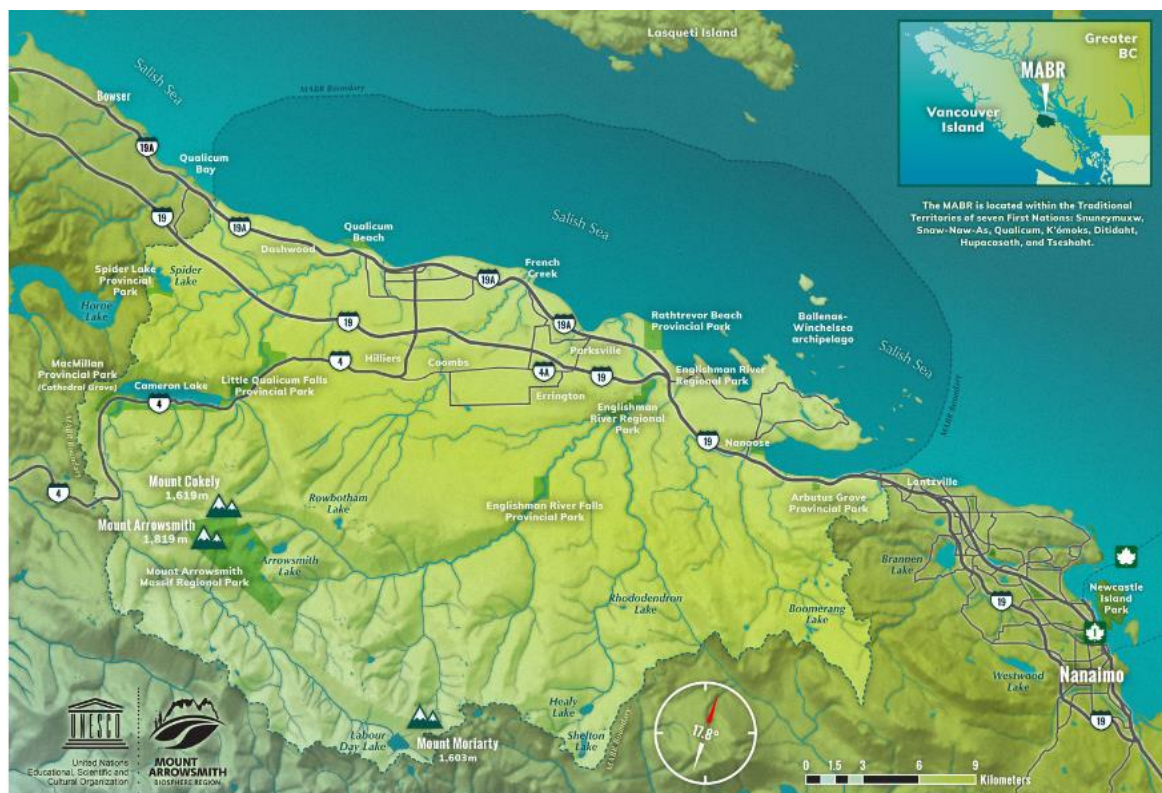 Lasqueti Island
Salish Sea
Bowser
MABR Boundary
19A
Qualicum
Bay
19
19A
Salish Sea
Greater
BC
MABR
Vancouver
Island
The MABR is located within the Traditional
Territories of seven First Nations: Snuneymuxw,
Snaw-Naw-As, Qualicum, K'ómoks, Ditidaht,
Hupacasath, and Tseshaht.
Dashwood
Qualicum
Beach
French
Creek
19A
Spider Lake
Provincial
Park
Spider
Lake
Horne
Lake
19
19A
Rathtrevor Beach
Provincial Park
Ballenas-
Winchelsea
archipelago
Salish Sea
MacMillan
Provincial Park
(Cathedral Grove)
Cameron Lake
4
Little Qualicum Falls
Provincial Park
Hilliers
4
Coombs
Parksville
4A
19
Errington
Englishman River
Regional Park
Englishman
River Regional
Park
MABR Boundary
MABR Boundary
19
Nanoose
4
Mount Cokely
1,619m
Mount Arrowsmith
1,819 m
Mount Arrowsmith
Massif Regional Park
Rowbotham
Lake
Arrowsmith
Lake
Englishman River Falls
Provincial Park
Arbutus Grove
Provincial Park
Lantzville
Brannen
Lake
Newcastle
Island
Park
19
1
Rhododendron
Lake
Boomerang
Lake
Westwood
Lake
Nanaimo
19
Healy
Lake
Shelton
Lake
MABR Boundary
Labour
Day Lake
Mount Moriarty
1,603m
17.8°
UNESCO
United Nations
Educational, Scientific and
Cultural Organization
MOUNT
ARROWSMITH
BIOSPHERE REGION
0 1.5 3 6 9
Kilometers